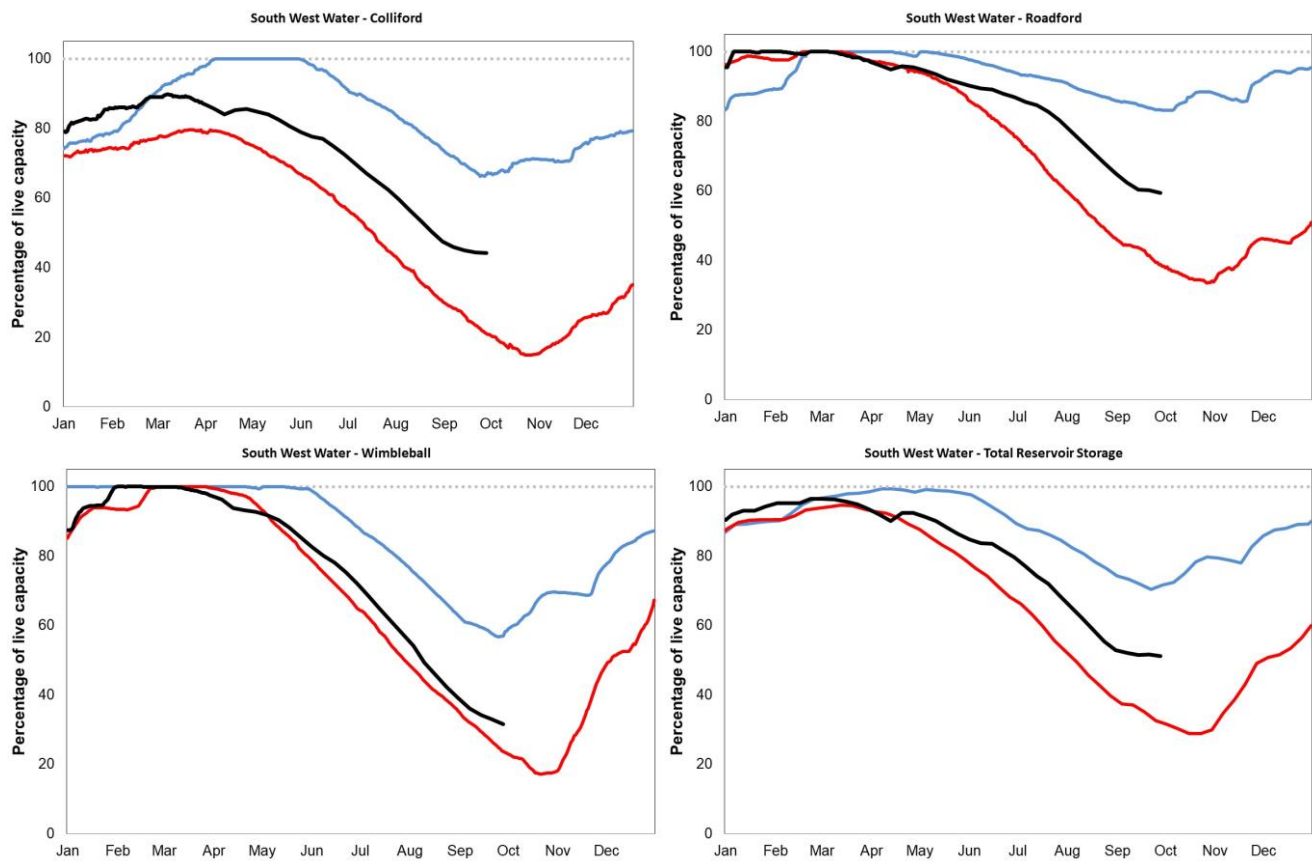 South West Water - Colliford
Percentage of live capacity
100
80
60
40
20
0
Jan Feb Mar Apr May Jun Jul Aug Sep Oct Nov Dec
South West Water - Roadford
Percentage of live capacity
100
80
60
40
20
0
Jan Feb Mar Apr May Jun Jul Aug Sep Oct Nov Dec
South West Water - Wimbleball
Percentage of live capacity
100
80
60
40
20
0
Jan Feb Mar Apr May Jun Jul Aug Sep Oct Nov Dec
South West Water - Total Reservoir Storage
Percentage of live capacity
100
80
60
40
20
0
Jan Feb Mar Apr May Jun Jul Aug Sep Oct Nov Dec